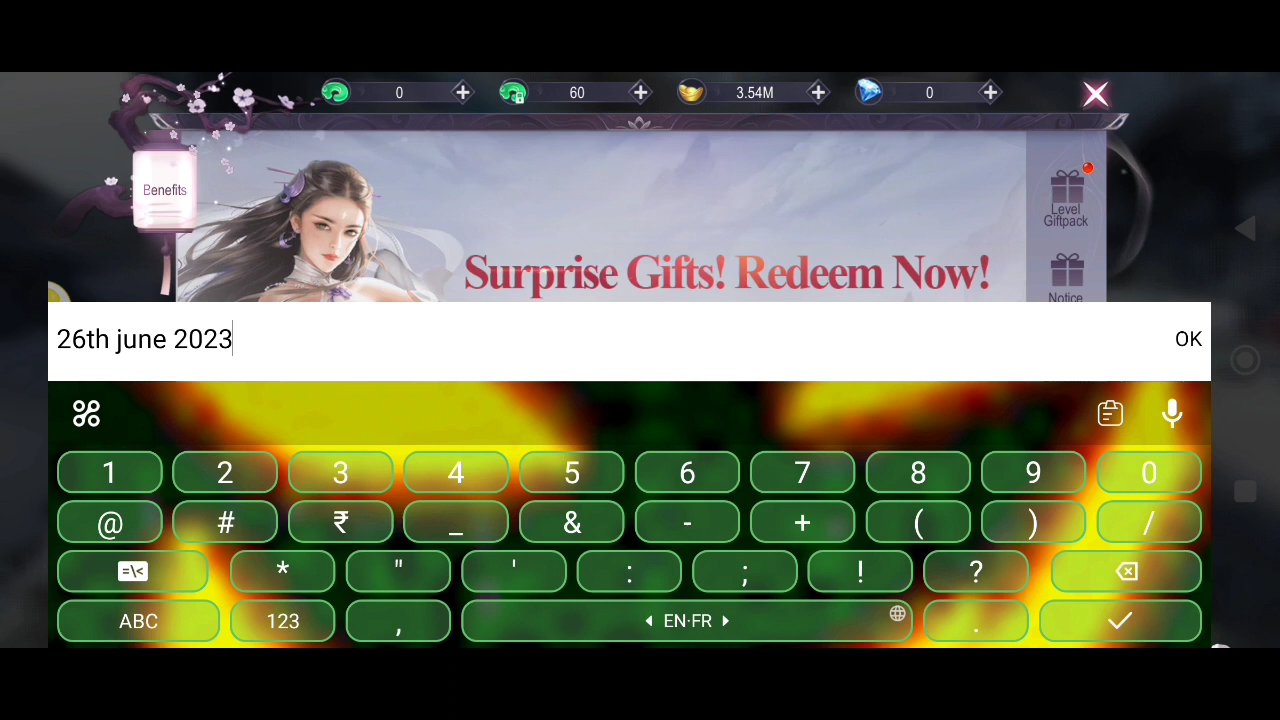 0 60 3.54M 0
Benefits
Level
Giftpack
Surprise Gifts! Redeem Now!
Notice
26th june 2023 OK
1 2 3 4 5 6 7 8 9 0
@ # ₹ _ & - + ( ) /
=\< * " ' : ; ! ?
ABC 123 , EN·FR .